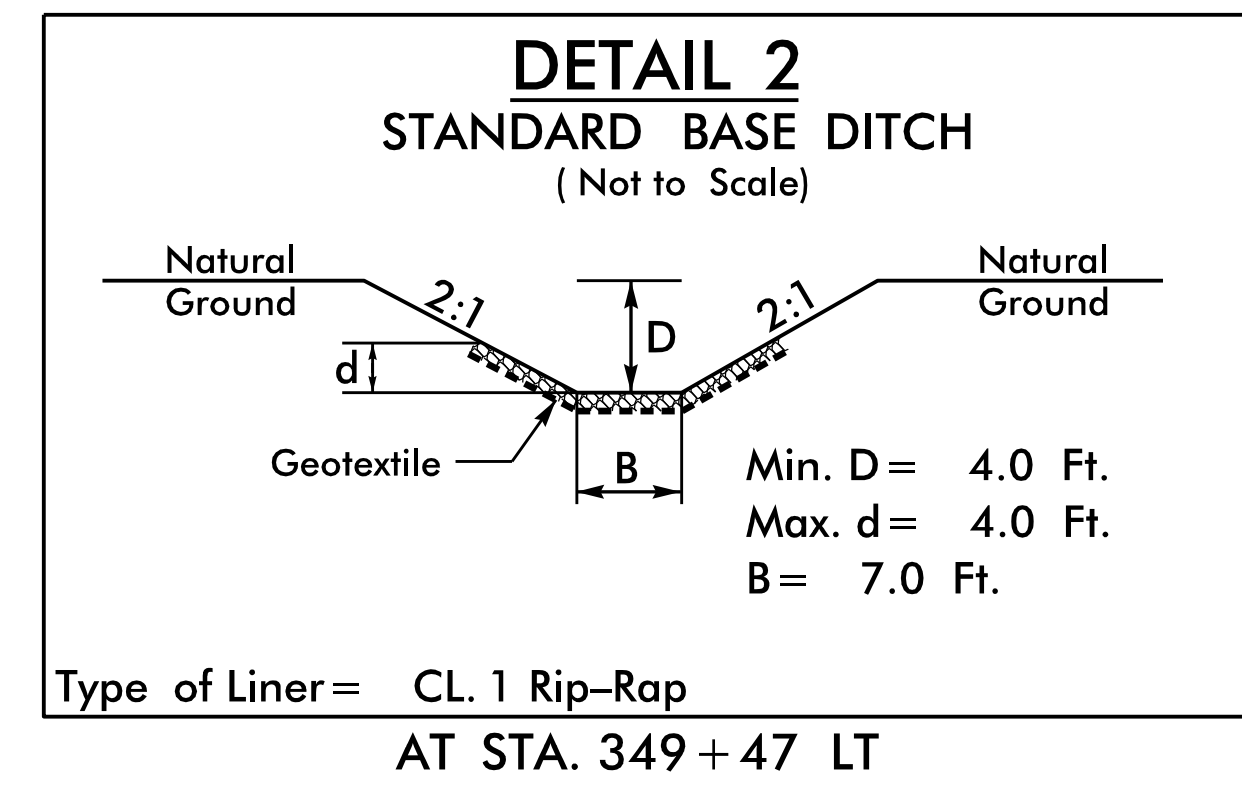 DETAIL 2
STANDARD BASE DITCH
( Not to Scale)
Natural
Ground
2:1
D
2:1
Natural
Ground
d
Geotextile
B
Min. D= 4.0 Ft.
Max. d= 4.0 Ft.
B= 7.0 Ft.
Type of Liner= CL. 1 Rip–Rap
AT STA. 349+47 LT